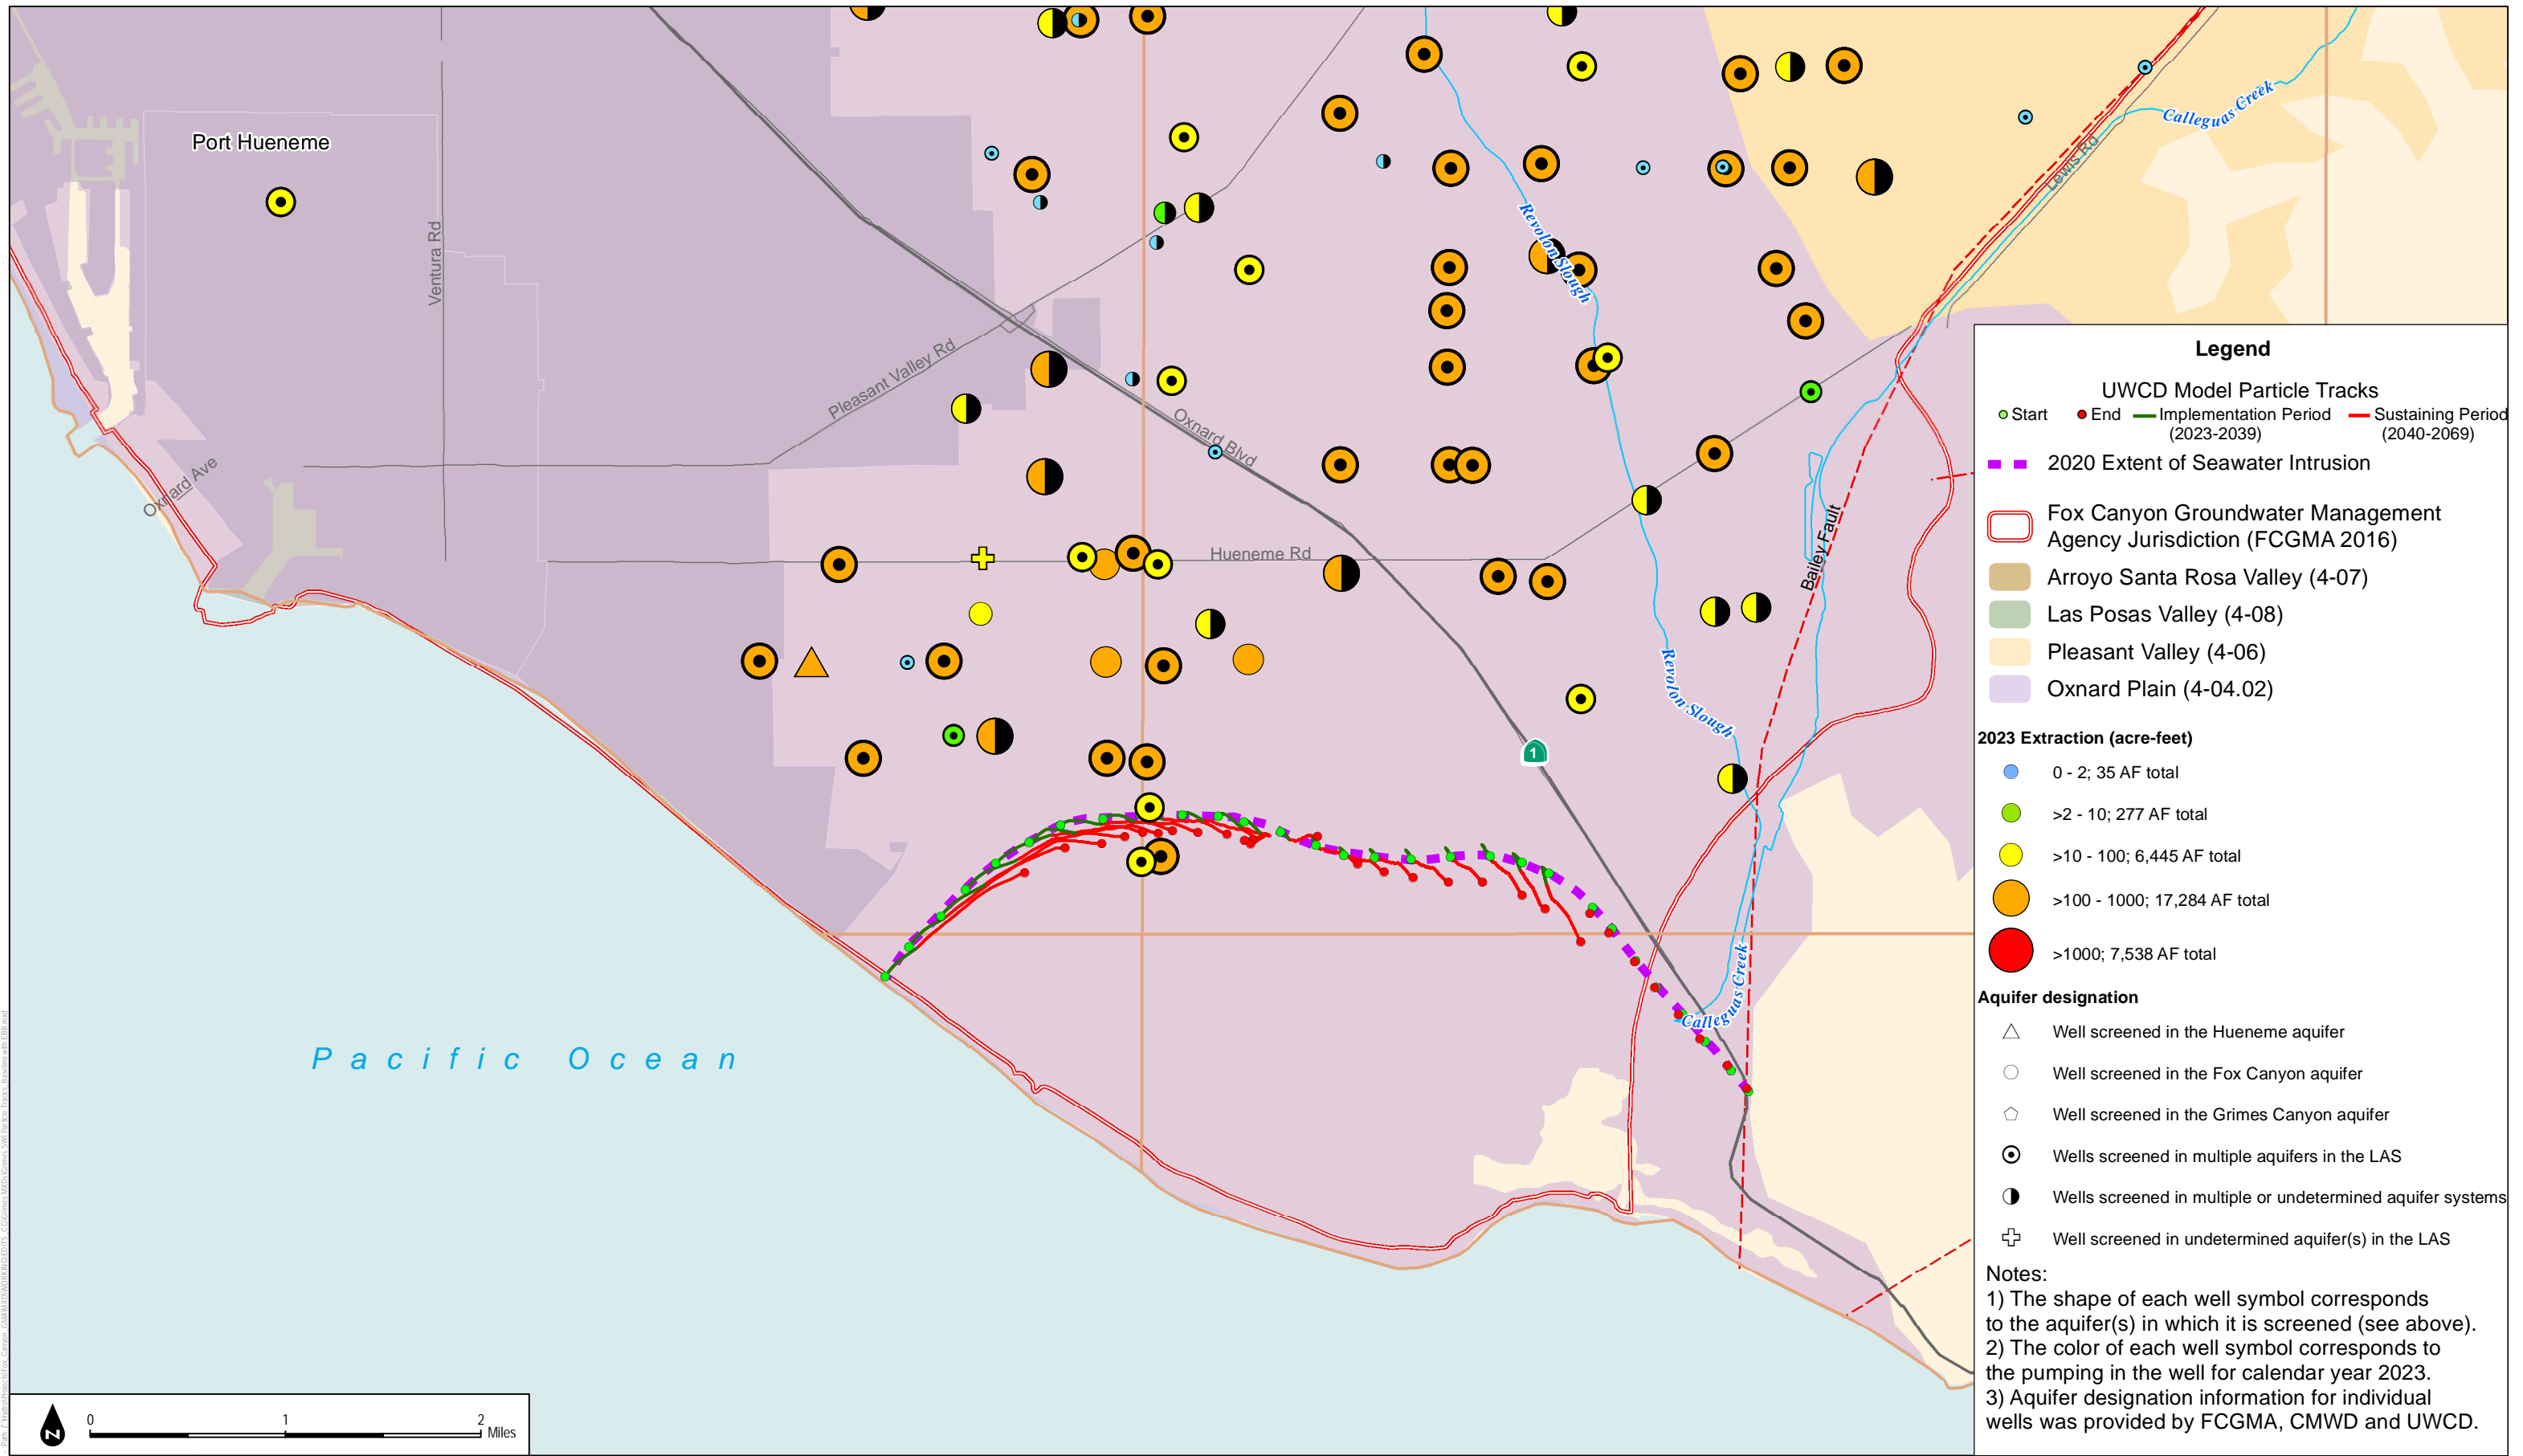 Port Hueneme
Ventura Rd
Oxnard Ave
Pleasant Valley Rd
Oxnard Blvd
Hueneme Rd
Revolon Slough
Revolon Slough
Calleguas Creek
Lewis Rd
Bailey Fault
1
Calleguas Creek
Pacific Ocean
N
0 1 2
Miles
Legend
UWCD Model Particle Tracks
Start End Implementation Period Sustaining Period
(2023-2039) (2040-2069)
2020 Extent of Seawater Intrusion
Fox Canyon Groundwater Management
Agency Jurisdiction (FCGMA 2016)
Arroyo Santa Rosa Valley (4-07)
Las Posas Valley (4-08)
Pleasant Valley (4-06)
Oxnard Plain (4-04.02)
2023 Extraction (acre-feet)
0 - 2; 35 AF total
>2 - 10; 277 AF total
>10 - 100; 6,445 AF total
>100 - 1000; 17,284 AF total
>1000; 7,538 AF total
Aquifer designation
Well screened in the Hueneme aquifer
Well screened in the Fox Canyon aquifer
Well screened in the Grimes Canyon aquifer
Wells screened in multiple aquifers in the LAS
Wells screened in multiple or undetermined aquifer systems
Well screened in undetermined aquifer(s) in the LAS
Notes:
1) The shape of each well symbol corresponds
to the aquifer(s) in which it is screened (see above).
2) The color of each well symbol corresponds to
the pumping in the well for calendar year 2023.
3) Aquifer designation information for individual
wells was provided by FCGMA, CMWD and UWCD.